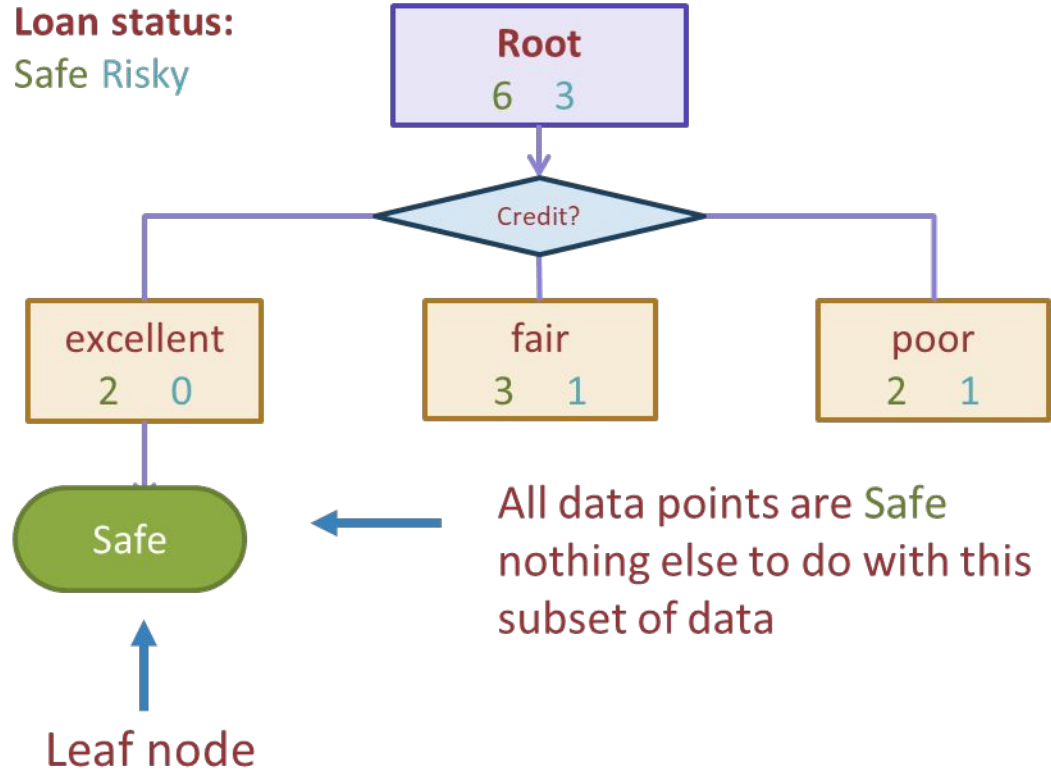 Loan status:
Safe Risky
Root
6 3
Credit?
excellent
2 0
fair
3 1
poor
2 1
Safe
All data points are Safe
nothing else to do with this
subset of data
Leaf node